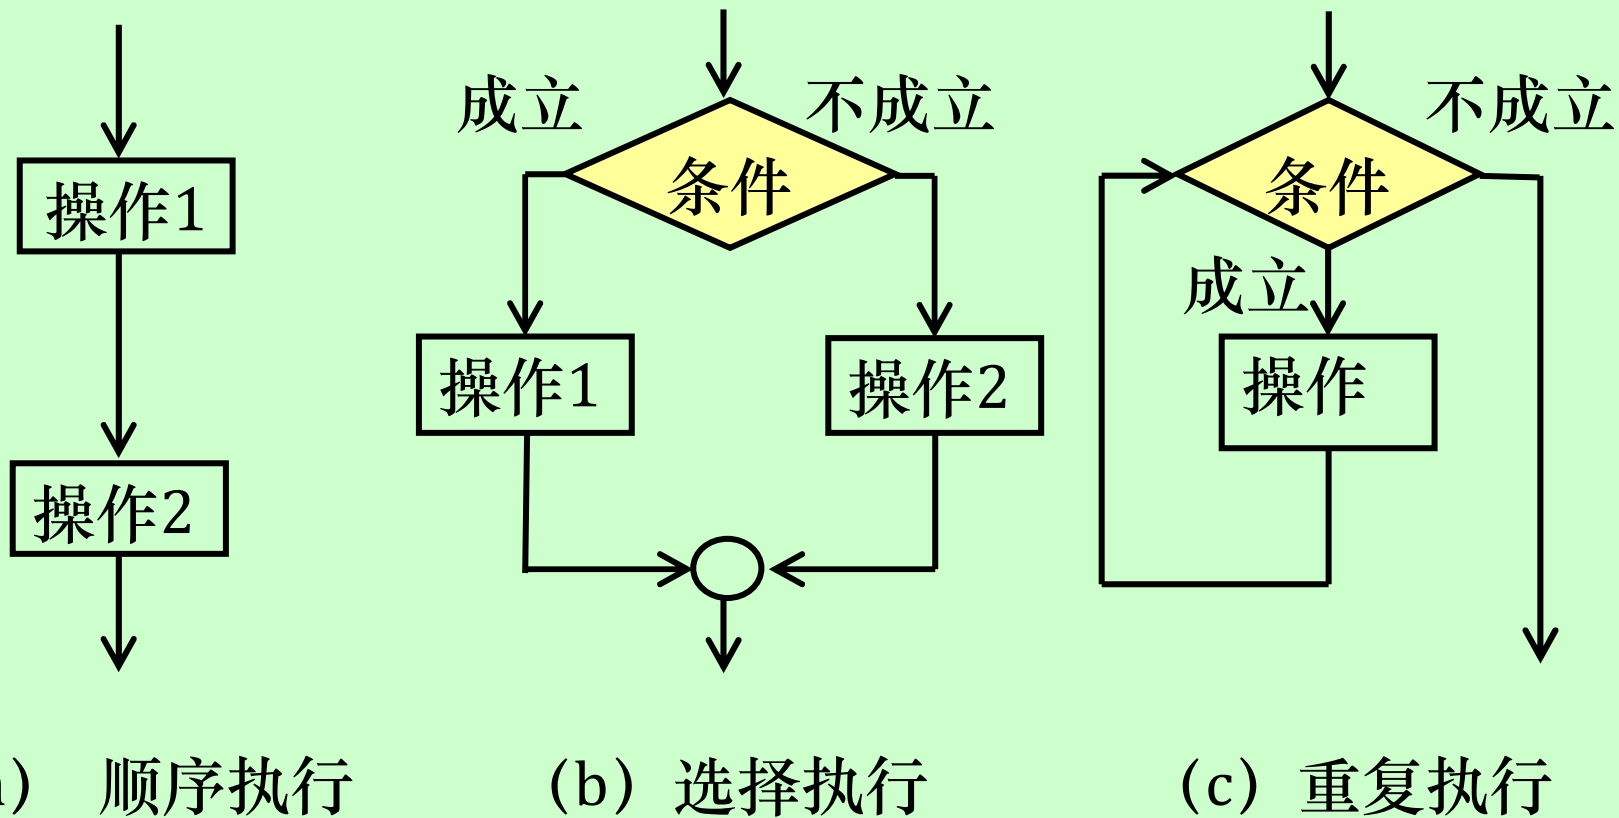 操作1
操作2
成立
不成立
条件
操作1
操作2
不成立
条件
成立
操作
) 顺序执行
(b) 选择执行
(c) 重复执行